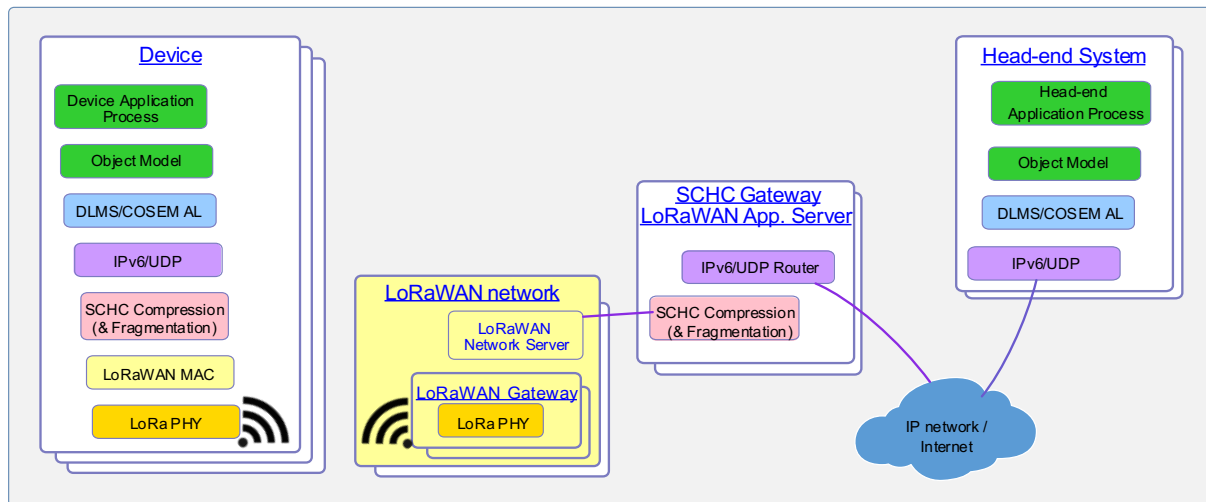 Device
Device Application
Process
Object Model
DLMS/COSEM AL
IPv6/UDP
SCHC Compression
(& Fragmentation)
LoRaWAN MAC
LoRa PHY
LoRaWAN network
LoRaWAN
Network Server
LoRaWAN Gateway
LoRa PHY
SCHC Gateway
LoRaWAN App. Server
IPv6/UDP Router
SCHC Compression
(& Fragmentation)
Head-end System
Head-end
Application Process
Object Model
DLMS/COSEM AL
IPv6/UDP
IP network /
Internet